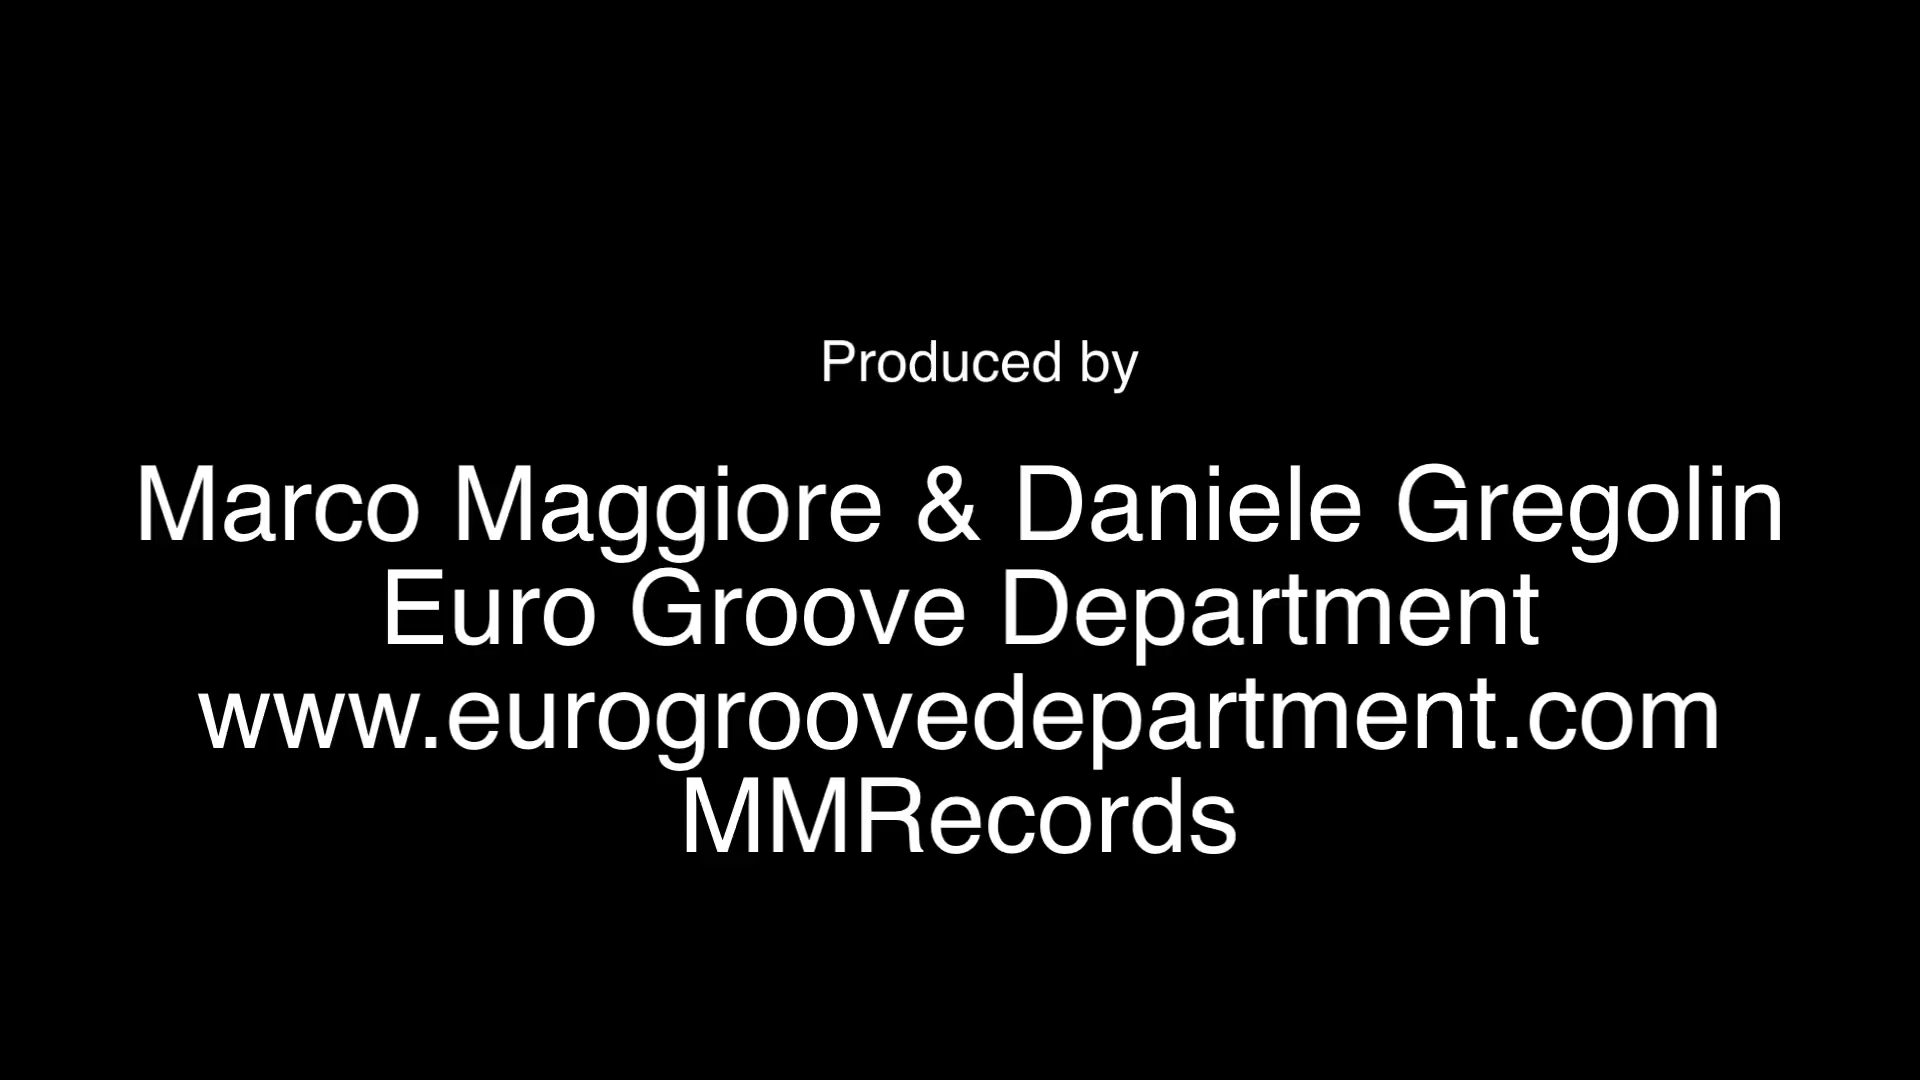 Produced by
Marco Maggiore & Daniele Gregolin
Euro Groove Department
www.eurogroovedepartment.com
MMRecords